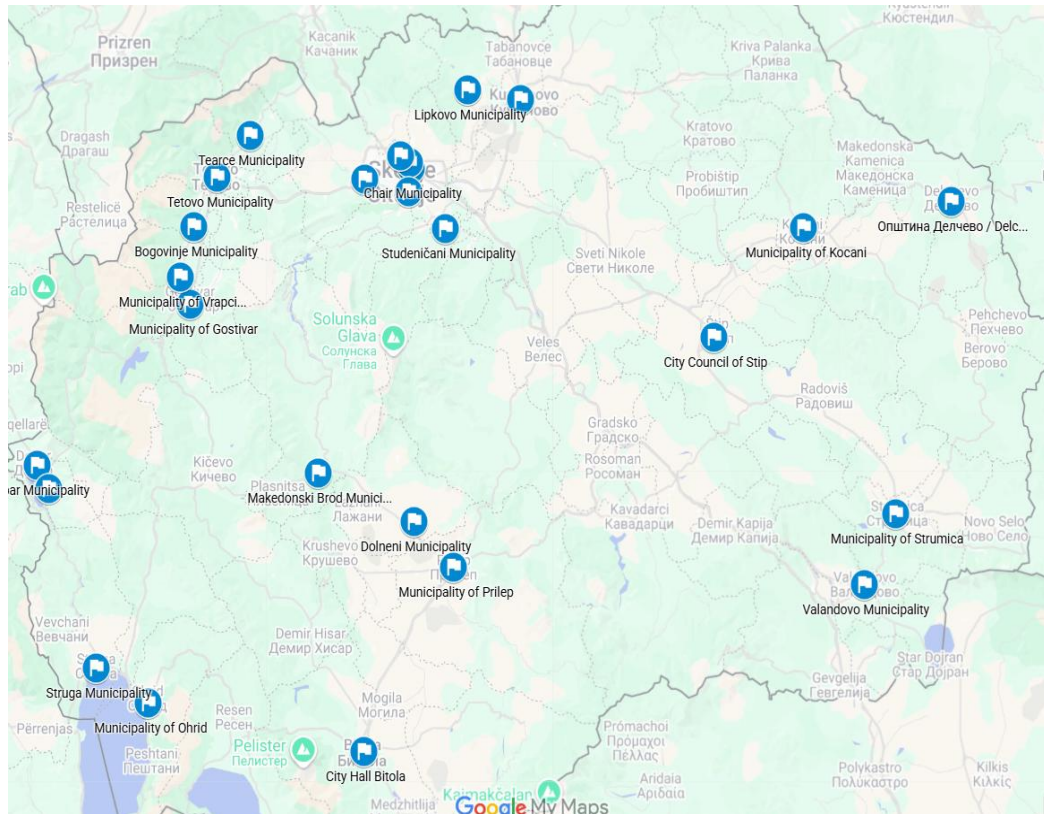 Kyustendil
Кюстендил
Kacanik
Качаник
Prizren
Призрен
Tabanovce
Табановце
Kriva Palanka
Крива
Паланка
Lipkovo Municipality
Dragash
Драгаш
Kratovo
Кратово
Tearce Municipality
Makedonska
Kamenica
Македонска
Каменица
Probištip
Пробиштип
Chair Municipality
Tetovo Municipality
Restelicë
Растелица
Општина Делчево / Delc...
Studeničani Municipality
Municipality of Kocani
Bogovinje Municipality
Sveti Nikole
Свети Николе
Municipality of Vrapci...
Municipality of Gostivar
Solunska
Glava
Солунска
Глава
Pehchevo
Пехчево
Veles
Велес
Berovo
Берово
City Council of Stip
Radoviš
Радовиш
Gradsko
Градско
Rosoman
Росоман
Kičevo
Кичево
Plasnitsa
bar Municipality
Makedonski Brod Munici...
Лажани
Kavadarci
Кавадарци
Demir Kapija
Демир Капија
Novo Selo
Ново Село
Municipality of Strumica
Dolneni Municipality
Krushevo
Крушево
Municipality of Prilep
Valandovo Municipality
Vevchani
Вевчани
Demir Hisar
Демир Хисар
Star Dojran
Стар Дојран
Gevgelija
Гевгелија
Struga Municipality
Mogila
Могила
Resen
Ресен
Municipality of Ohrid
Përrenjas
Prómachoi
Πρόμαχοι
Πέλλας
Peshtani
Пештани
Pelister
Пелистер
City Hall Bitola
Polykastro
Πολύκαστρο
Kilkis
Κιλκίς
Aridaia
Αριδαία
Kajmakčalan
Medzhitlija
Google My Maps